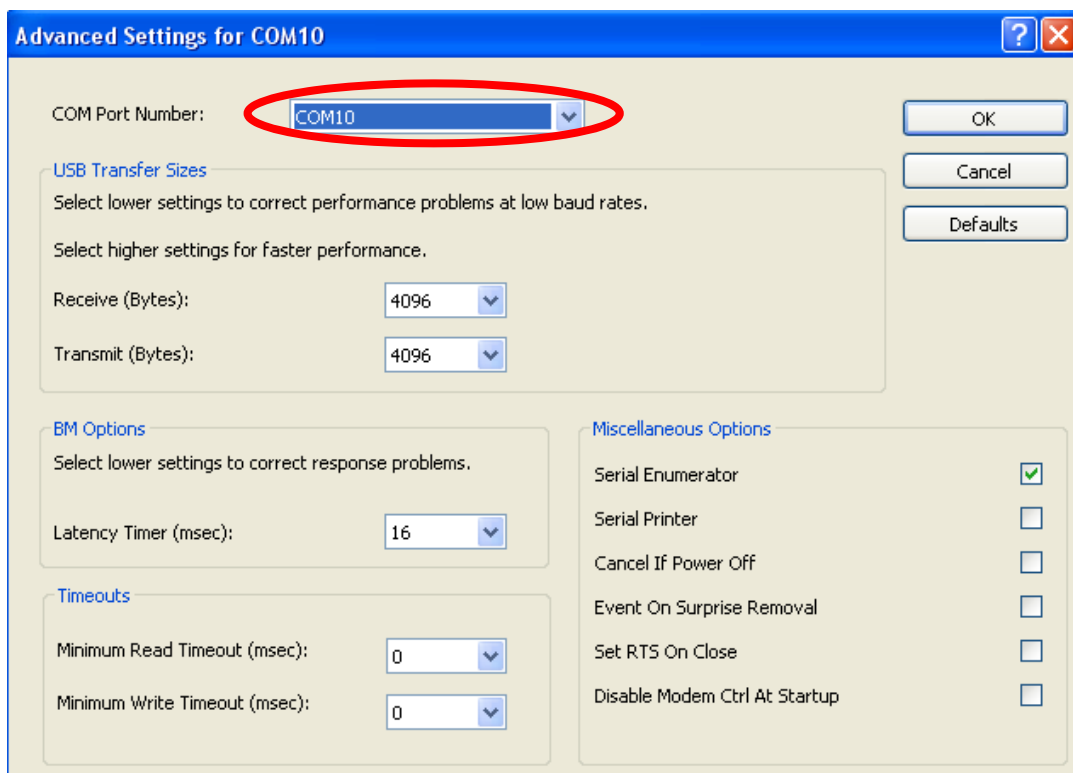 Advanced Settings for COM10
COM Port Number:
COM10
OK
USB Transfer Sizes
Cancel
Select lower settings to correct performance problems at low baud rates.
Defaults
Select higher settings for faster performance.
Receive (Bytes):
4096
Transmit (Bytes):
4096
BM Options
Select lower settings to correct response problems.
Latency Timer (msec):
16
Timeouts
Minimum Read Timeout (msec):
0
Minimum Write Timeout (msec):
0
Miscellaneous Options
Serial Enumerator
Serial Printer
Cancel If Power Off
Event On Surprise Removal
Set RTS On Close
Disable Modem Ctrl At Startup